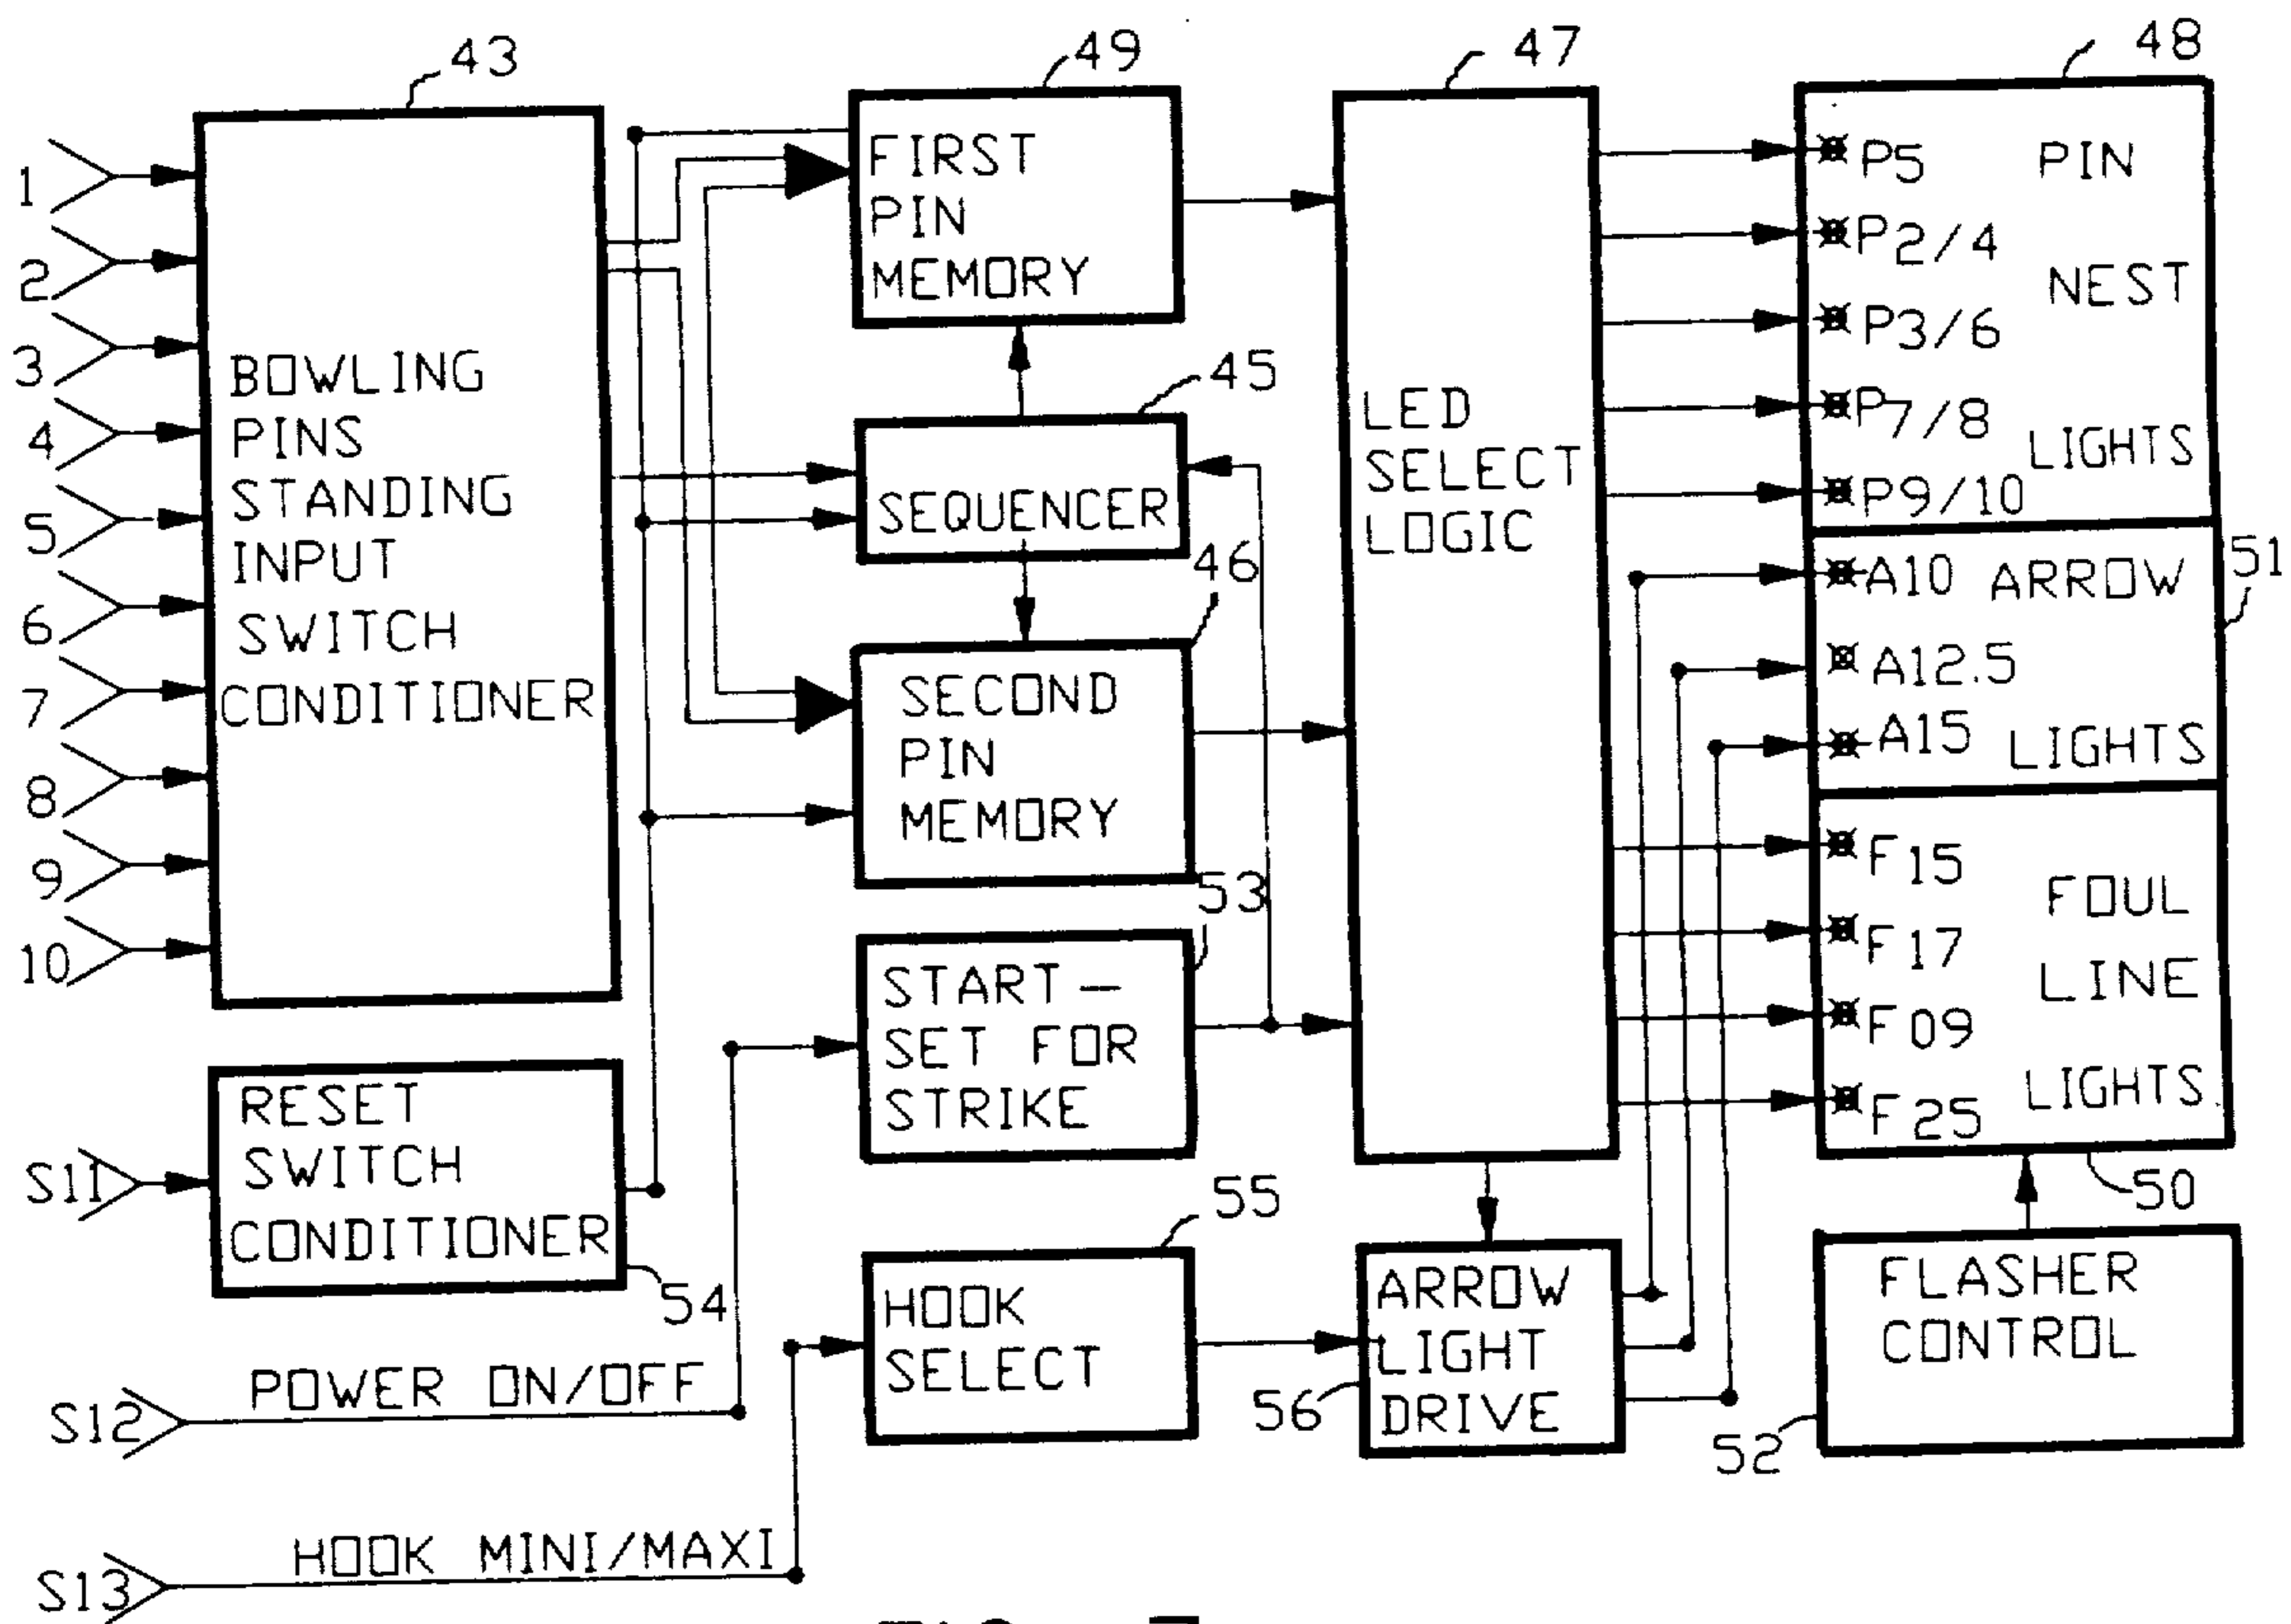 43
49
47
48
1
2
3
4
5
6
7
8
9
10
BOWLING
PINS
STANDING
INPUT
SWITCH
CONDITIONER
FIRST
PIN
MEMORY
45
SEQUENCER
46
SECOND
PIN
MEMORY
53
START-
SET FOR
STRIKE
LED
SELECT
LOGIC
P5
P2/4
P3/6
P7/8
P9/10
PIN
NEST
LIGHTS
A10
A12.5
A15
ARROW
LIGHTS
51
F15
F17
F09
F25
FOUL
LINE
LIGHTS
50
S11
RESET
SWITCH
CONDITIONER
54
55
HOOK
SELECT
56
ARROW
LIGHT
DRIVE
FLASHER
CONTROL
52
S12
POWER ON/OFF
S13
HOOK MINI/MAXI